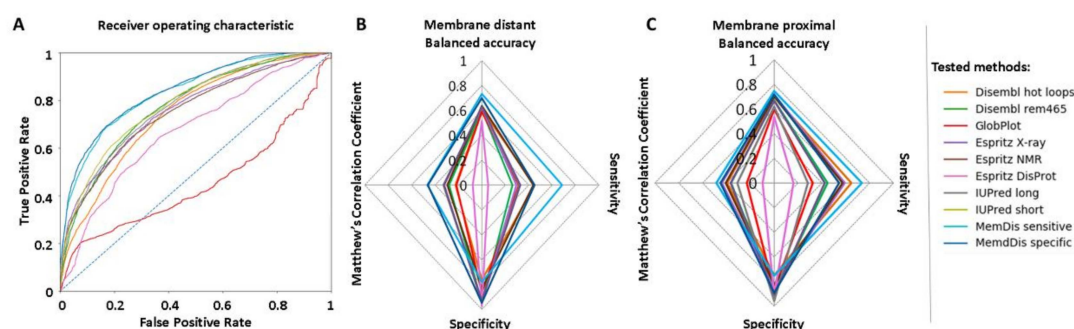 A
Receiver operating characteristic
True Positive Rate
1
0.8
0.6
0.4
0.2
0
0
0.2
0.4
0.6
0.8
1
False Positive Rate
B
Membrane distant
Balanced accuracy
1
0.8
0.6
0.4
0.2
0
Matthew's Correlation Coefficient
Sensitivity
Specificity
C
Membrane proximal
Balanced accuracy
1
0.8
0.6
0.4
0.2
0
Matthew's Correlation Coefficient
Sensitivity
Specificity
Tested methods:
Disembl hot loops
Disembl rem465
GlobPlot
Espritz X-ray
Espritz NMR
Espritz DisProt
IUPred long
IUPred short
MemDis sensitive
MemdDis specific